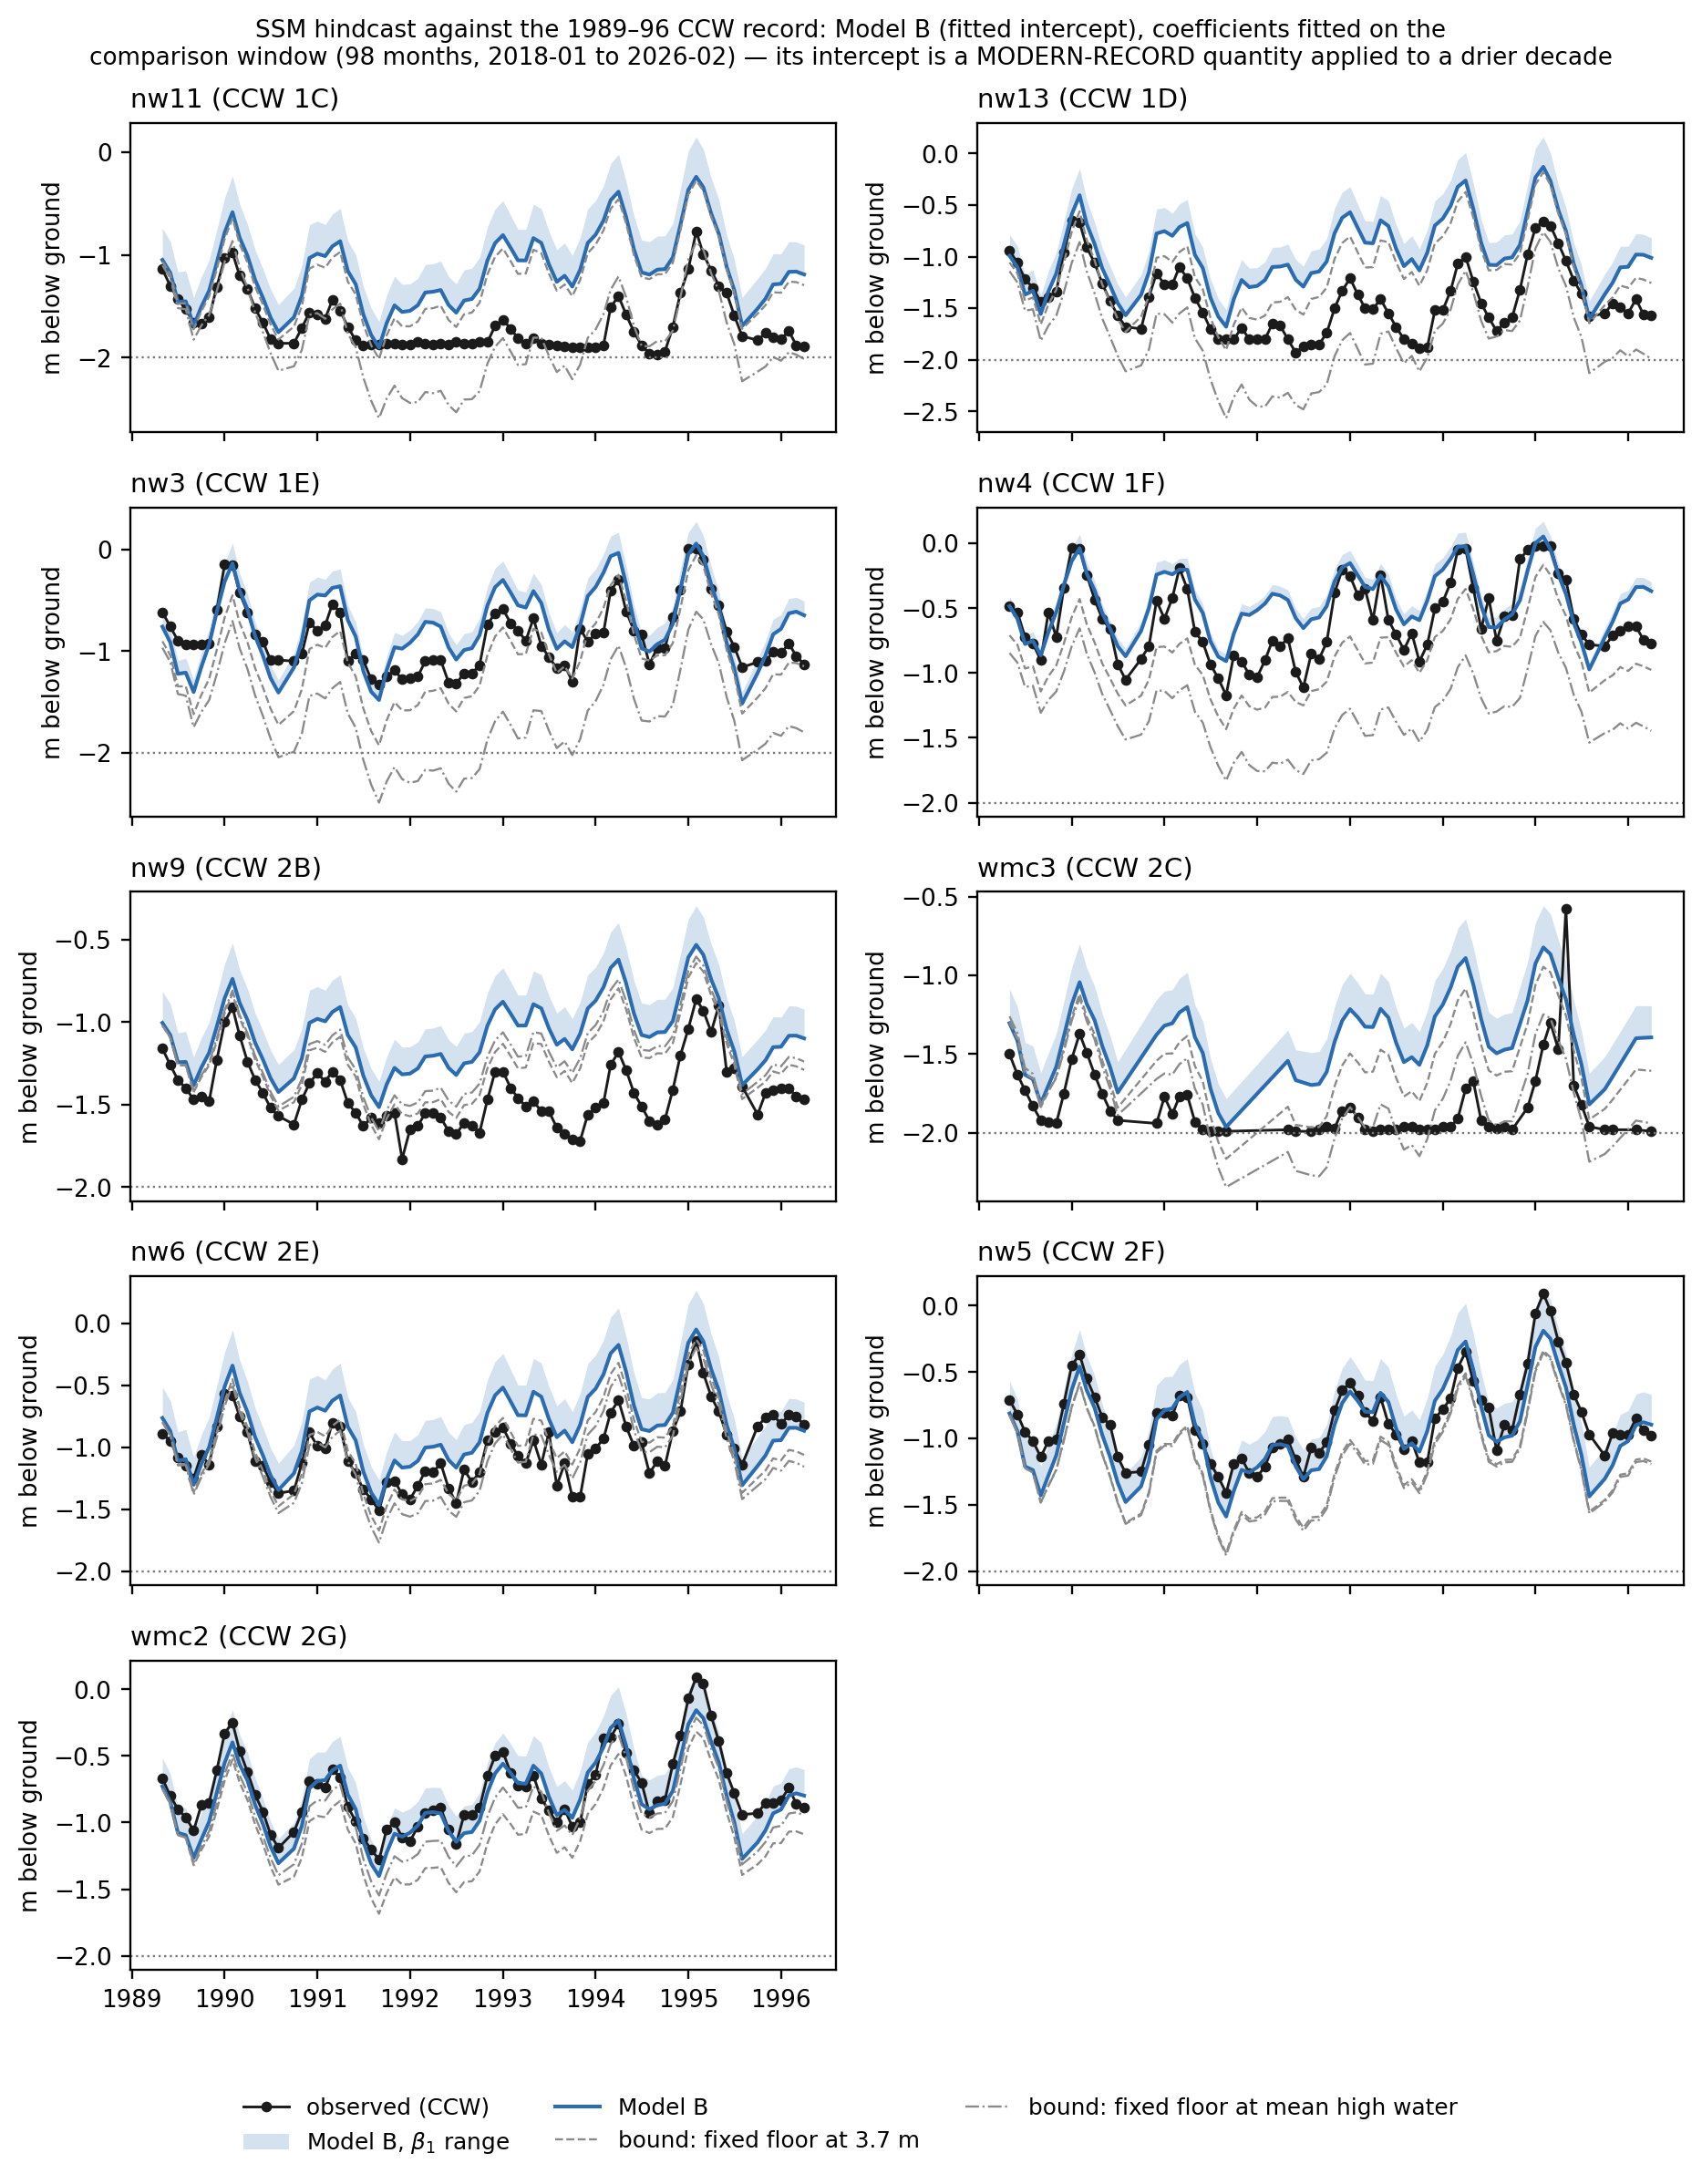 SSM hindcast against the 1989–96 CCW record: Model B (fitted intercept), coefficients fitted on the
comparison window (98 months, 2018-01 to 2026-02) — its intercept is a MODERN-RECORD quantity applied to a drier decade
nw11 (CCW 1C)
m below ground
0
−1
−2
nw13 (CCW 1D)
m below ground
0.0
−0.5
−1.0
−1.5
−2.0
−2.5
nw3 (CCW 1E)
m below ground
0
−1
−2
nw4 (CCW 1F)
m below ground
0.0
−0.5
−1.0
−1.5
−2.0
nw9 (CCW 2B)
m below ground
−0.5
−1.0
−1.5
−2.0
wmc3 (CCW 2C)
m below ground
−0.5
−1.0
−1.5
−2.0
nw6 (CCW 2E)
m below ground
0.0
−0.5
−1.0
−1.5
−2.0
nw5 (CCW 2F)
m below ground
0.0
−0.5
−1.0
−1.5
−2.0
wmc2 (CCW 2G)
m below ground
0.0
−0.5
−1.0
−1.5
−2.0
1989 1990 1991 1992 1993 1994 1995 1996
observed (CCW)
Model B, β₁ range
Model B
bound: fixed floor at 3.7 m
bound: fixed floor at mean high water